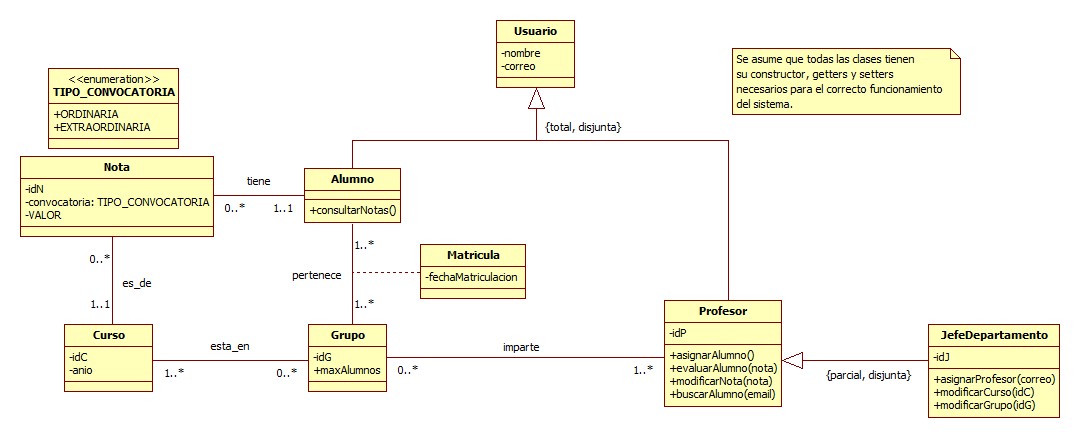 Usuario
-nombre
-correo
Se asume que todas las clases tienen
su constructor, getters y setters
necesarios para el correcto funcionamiento
del sistema.
<<enumeration>>
TIPO_CONVOCATORIA
+ORDINARIA
+EXTRAORDINARIA
{total, disjunta}
Nota
-idN
-convocatoria: TIPO_CONVOCATORIA
-VALOR
tiene
0..*
1..1
Alumno
+consultarNotas()
0..*
es_de
1..1
1..*
pertenece
1..*
Matricula
-fechaMatriculacion
Curso
-idC
-anio
esta_en
1..*
0..*
Grupo
-idG
+maxAlumnos
imparte
0..*
1..*
Profesor
-idP
+asignarAlumno()
+evaluarAlumno(nota)
+modificarNota(nota)
+buscarAlumno(email)
{parcial, disjunta}
JefeDepartamento
-idJ
+asignarProfesor(correo)
+modificarCurso(idC)
+modificarGrupo(idG)